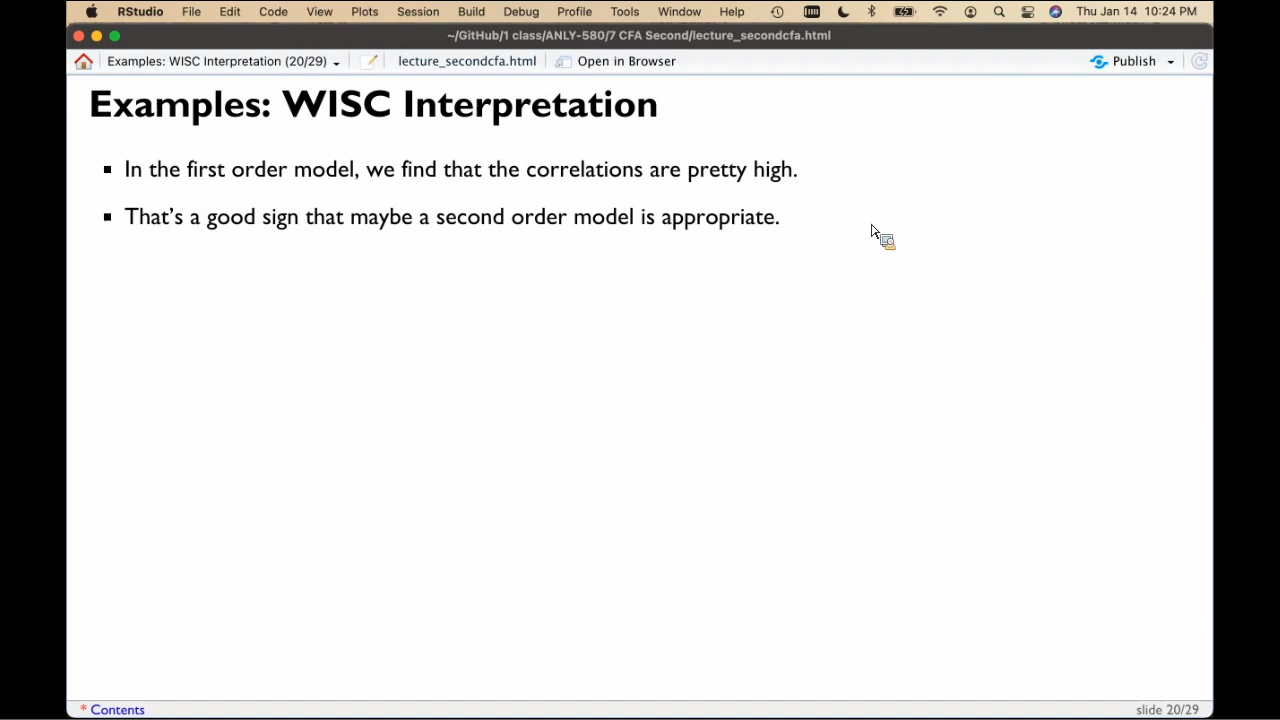 RStudio File Edit Code View Plots Session Build Debug Profile Tools Window Help Thu Jan 14 10:24 PM
~/GitHub/1 class/ANLY-580/7 CFA Second/lecture_secondcfa.html
Examples: WISC Interpretation (20/29) lecture_secondcfa.html Open in Browser Publish
Examples: WISC Interpretation
▪ In the first order model, we find that the correlations are pretty high.
▪ That's a good sign that maybe a second order model is appropriate.
* Contents slide 20/29